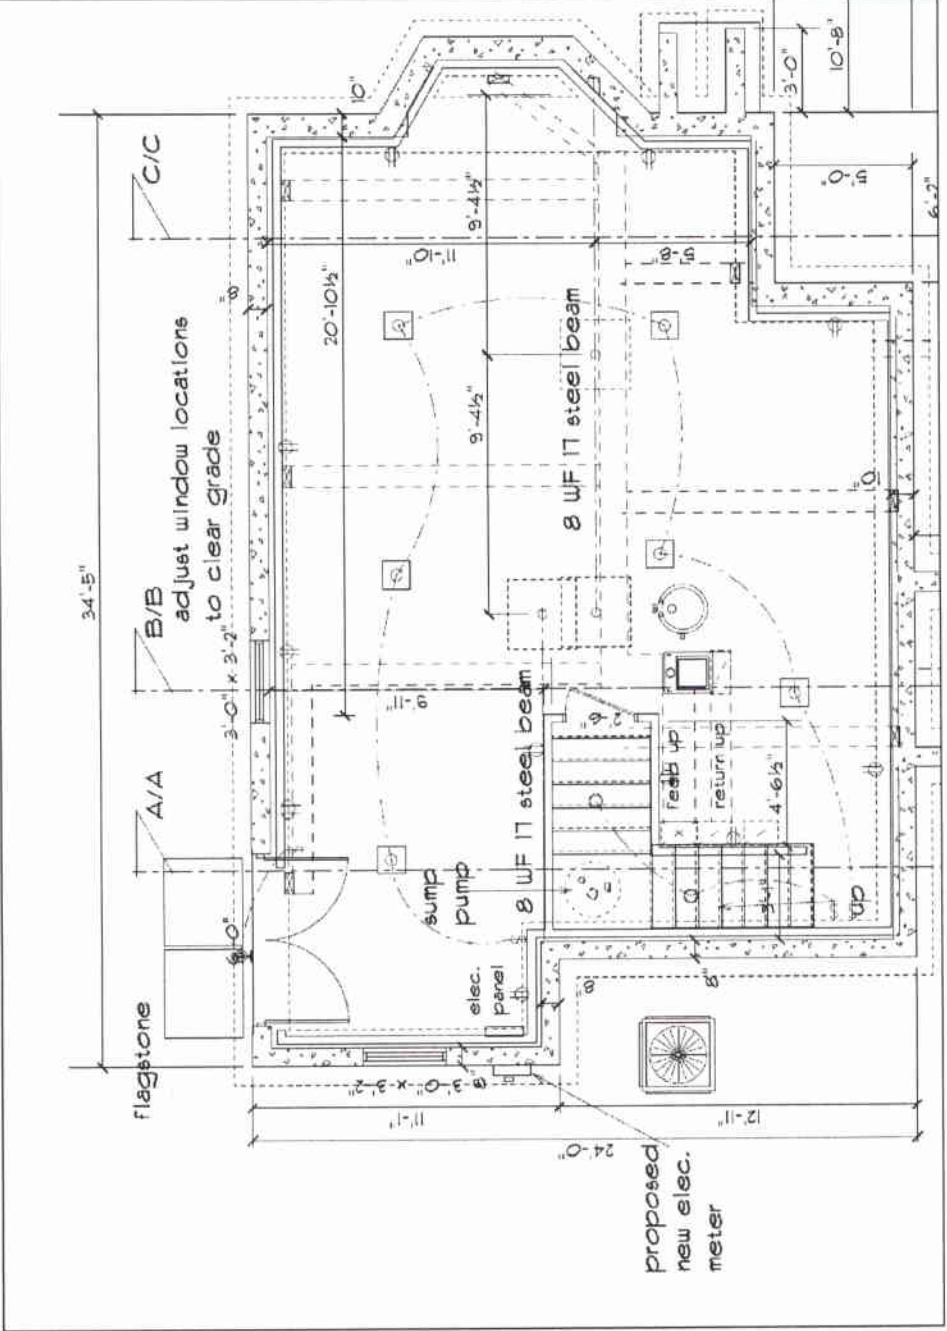 34'-5"
C/C
B/B
A/A
adjust window locations
to clear grade
3'-0" x 3'-2"
flagstone
6'-0"
10"
8"
20'-10½"
11'-10"
9'-4½"
9'-4½"
5'-8"
3'-0"
10'-8"
5'-0"
6'-2"
8 WF 17 steel beam
9'-11"
8 WF 17 steel beam
2'-6"
feed up
return up
4'-6½"
10"
sump
pump
elec.
panel
up
8"
8"
8"
3'-0" x 3'-2"
11'-1"
12'-11"
24'-0"
proposed
new elec.
meter